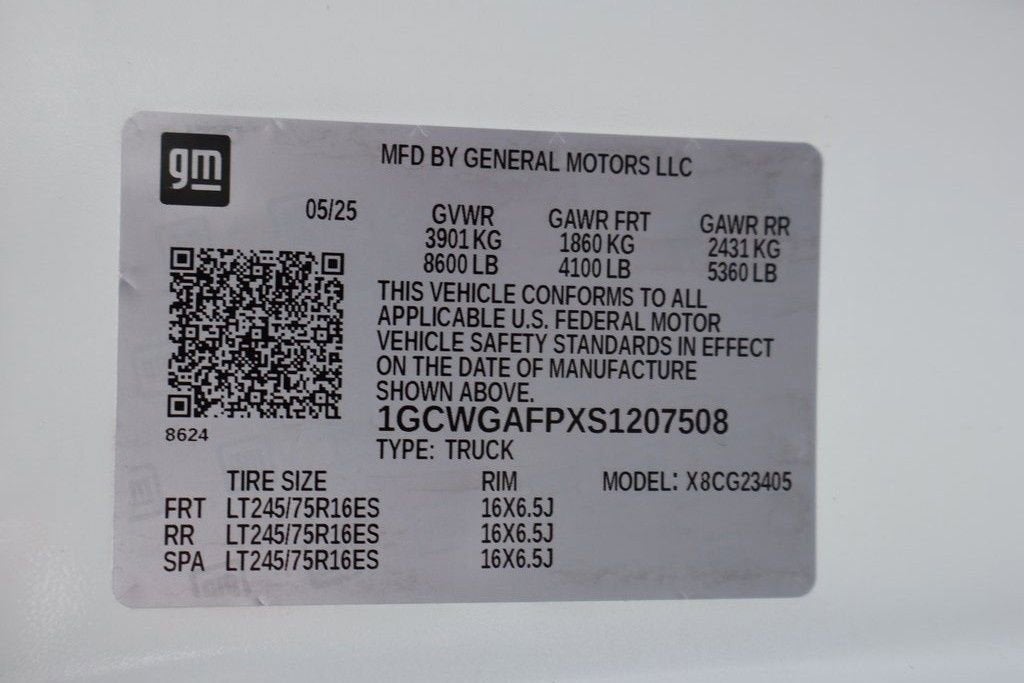 gm
MFD BY GENERAL MOTORS LLC
05/25 GVWR GAWR FRT GAWR RR
3901 KG 1860 KG 2431 KG
8600 LB 4100 LB 5360 LB
THIS VEHICLE CONFORMS TO ALL
APPLICABLE U.S. FEDERAL MOTOR
VEHICLE SAFETY STANDARDS IN EFFECT
ON THE DATE OF MANUFACTURE
SHOWN ABOVE.
8624
1GCWGAFPXS1207508
TYPE: TRUCK
TIRE SIZE RIM MODEL: X8CG23405
FRT LT245/75R16ES 16X6.5J
RR LT245/75R16ES 16X6.5J
SPA LT245/75R16ES 16X6.5J